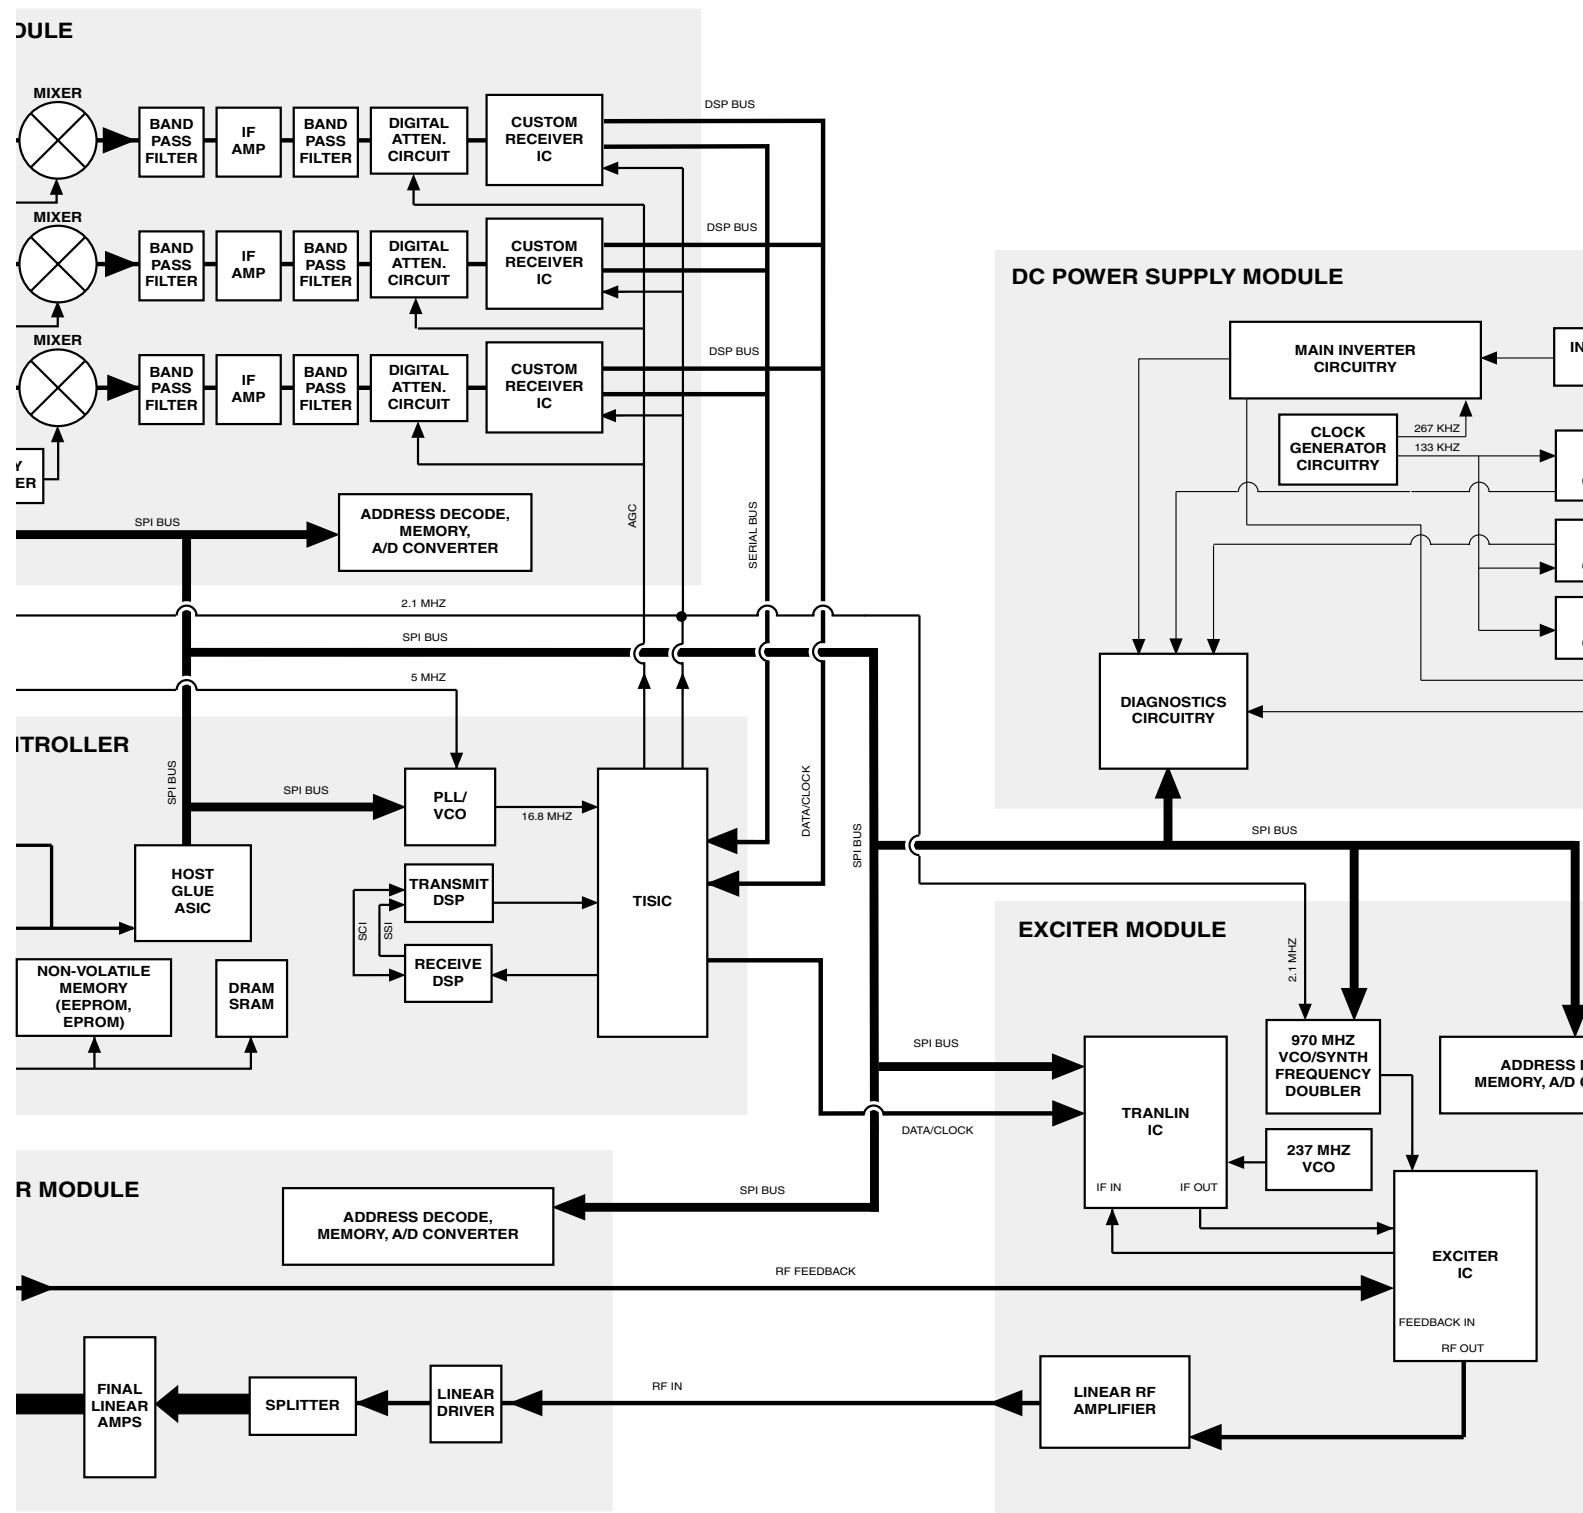 DULE
MIXER
BAND
PASS
FILTER
IF
AMP
BAND
PASS
FILTER
DIGITAL
ATTEN.
CIRCUIT
CUSTOM
RECEIVER
IC
DSP BUS
MIXER
BAND
PASS
FILTER
IF
AMP
BAND
PASS
FILTER
DIGITAL
ATTEN.
CIRCUIT
CUSTOM
RECEIVER
IC
DSP BUS
MIXER
BAND
PASS
FILTER
IF
AMP
BAND
PASS
FILTER
DIGITAL
ATTEN.
CIRCUIT
CUSTOM
RECEIVER
IC
DSP BUS
Y
ER
SPI BUS
ADDRESS DECODE,
MEMORY,
A/D CONVERTER
AGC
SERIAL BUS
2.1 MHZ
SPI BUS
5 MHZ
DC POWER SUPPLY MODULE
MAIN INVERTER
CIRCUITRY
IN
CLOCK
GENERATOR
CIRCUITRY
267 KHZ
133 KHZ
DIAGNOSTICS
CIRCUITRY
SPI BUS
NTROLLER
SPI BUS
SPI BUS
PLL/
VCO
16.8 MHZ
DATA/CLOCK
SPI BUS
HOST
GLUE
ASIC
TRANSMIT
DSP
SCI
SSI
RECEIVE
DSP
TISIC
NON-VOLATILE
MEMORY
(EEPROM,
EPROM)
DRAM
SRAM
EXCITER MODULE
2.1 MHZ
SPI BUS
DATA/CLOCK
TRANLIN
IC
IF IN
IF OUT
970 MHZ
VCO/SYNTH
FREQUENCY
DOUBLER
237 MHZ
VCO
ADDRESS
MEMORY, A/D
EXCITER
IC
FEEDBACK IN
RF OUT
R MODULE
ADDRESS DECODE,
MEMORY, A/D CONVERTER
SPI BUS
RF FEEDBACK
FINAL
LINEAR
AMPS
SPLITTER
LINEAR
DRIVER
RF IN
LINEAR RF
AMPLIFIER